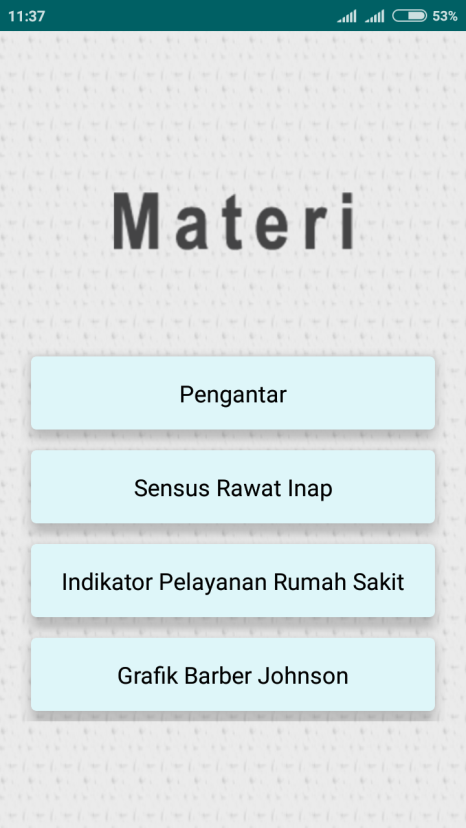 11:37
53%
Materi
Pengantar
Sensus Rawat Inap
Indikator Pelayanan Rumah Sakit
Grafik Barber Johnson